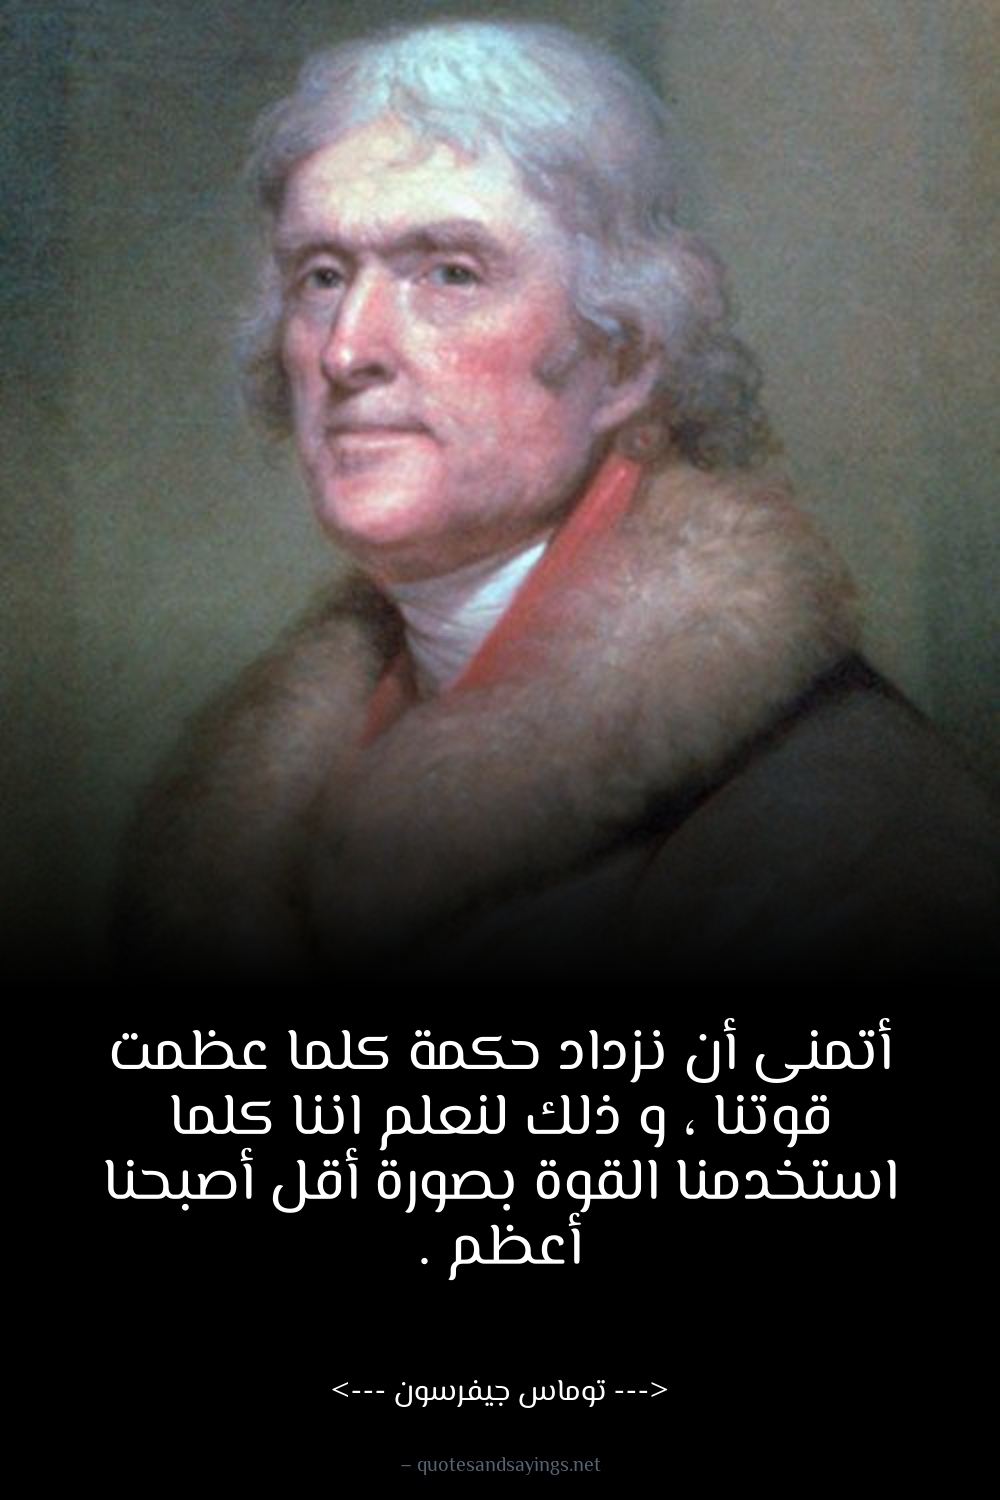 أتمنى أن نزداد حكمة كلما عظمت
قوتنا ، و ذلك لنعلم اننا كلما
استخدمنا القوة بصورة أقل أصبحنا
أعظم .
<--- توماس جيفرسون --->
– quotesandsayings.net